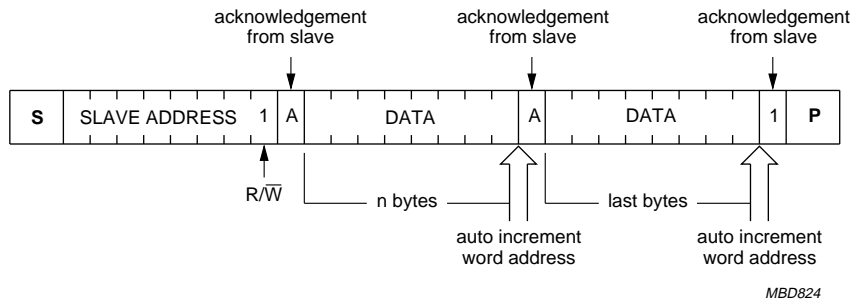 acknowledgement
from slave
acknowledgement
from slave
acknowledgement
from slave
S SLAVE ADDRESS 1 A DATA A DATA 1 P
R/W̅
n bytes
last bytes
auto increment
word address
auto increment
word address
MBD824